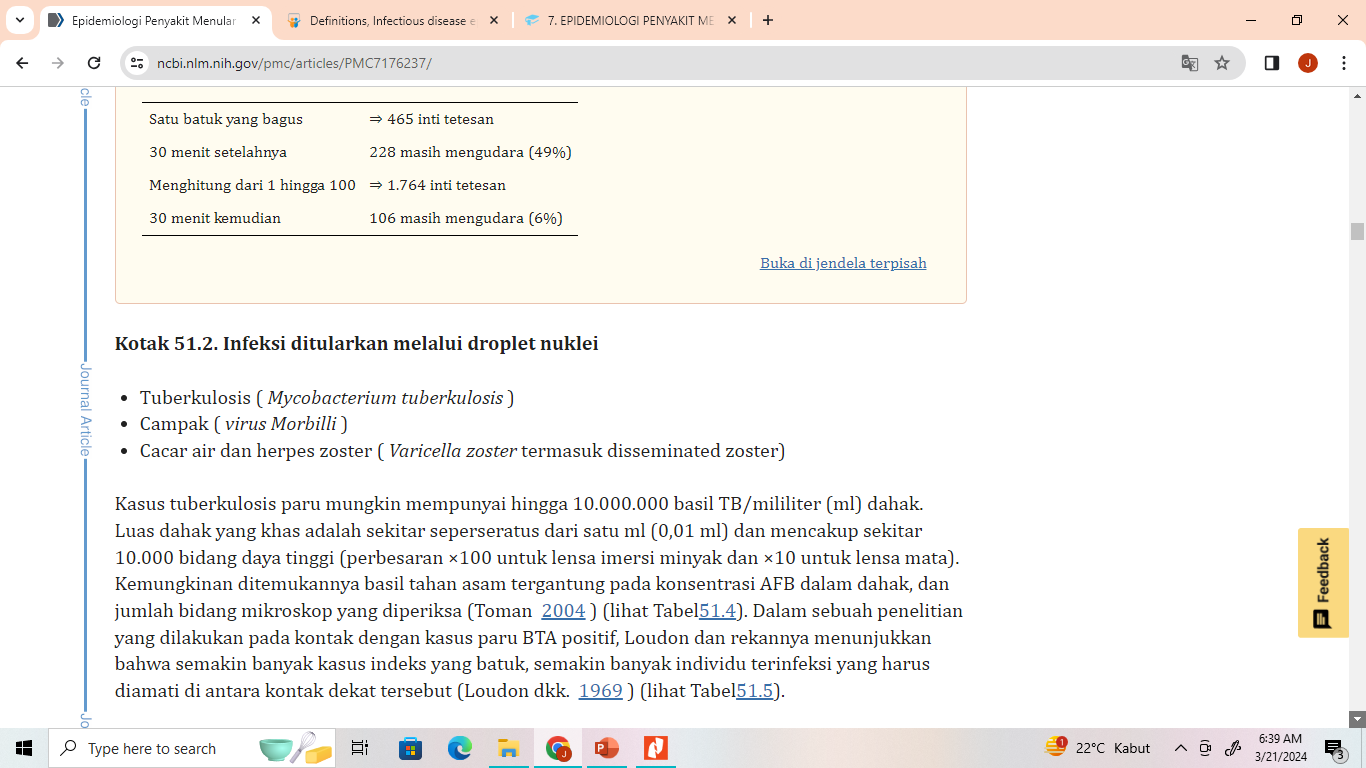 Epidemiologi Penyakit Menular
Definitions, Infectious disease e
7. EPIDEMIOLOGI PENYAKIT ME
ncbi.nlm.nih.gov/pmc/articles/PMC7176237/
J
cle
Satu batuk yang bagus ⇒ 465 inti tetesan
30 menit setelahnya 228 masih mengudara (49%)
Menghitung dari 1 hingga 100 ⇒ 1.764 inti tetesan
30 menit kemudian 106 masih mengudara (6%)
Buka di jendela terpisah
Kotak 51.2. Infeksi ditularkan melalui droplet nuklei
Journal Article
• Tuberkulosis ( Mycobacterium tuberkulosis )
• Campak ( virus Morbilli )
• Cacar air dan herpes zoster ( Varicella zoster termasuk disseminated zoster)
Kasus tuberkulosis paru mungkin mempunyai hingga 10.000.000 basil TB/mililiter (ml) dahak.
Luas dahak yang khas adalah sekitar seperseratus dari satu ml (0,01 ml) dan mencakup sekitar
10.000 bidang daya tinggi (perbesaran ×100 untuk lensa imersi minyak dan ×10 untuk lensa mata).
Kemungkinan ditemukannya basil tahan asam tergantung pada konsentrasi AFB dalam dahak, dan
jumlah bidang mikroskop yang diperiksa (Toman 2004 ) (lihat Tabel51.4). Dalam sebuah penelitian
yang dilakukan pada kontak dengan kasus paru BTA positif, Loudon dan rekannya menunjukkan
bahwa semakin banyak kasus indeks yang batuk, semakin banyak individu terinfeksi yang harus
diamati di antara kontak dekat tersebut (Loudon dkk. 1969 ) (lihat Tabel51.5).
Jo
Feedback
Type here to search
J
1
22°C Kabut
6:39 AM
3/21/2024
3